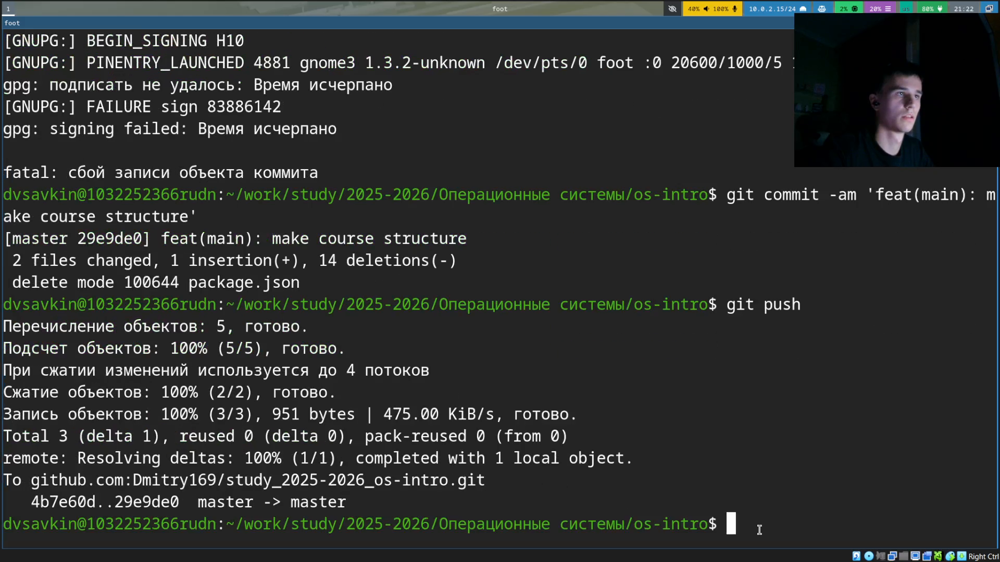 1
foot
40% 100%
10.0.2.15/24
2%
20%
us
80%
21:22
foot
[GNUPG:] BEGIN_SIGNING H10
[GNUPG:] PINENTRY_LAUNCHED 4881 gnome3 1.3.2-unknown /dev/pts/0 foot :0 20600/1000/5
gpg: подписать не удалось: Время исчерпано
[GNUPG:] FAILURE sign 83886142
gpg: signing failed: Время исчерпано
fatal: сбой записи объекта коммита
dvsavkin@1032252366rudn:~/work/study/2025-2026/Операционные системы/os-intro$ git commit -am 'feat(main): m
ake course structure'
[master 29e9de0] feat(main): make course structure
2 files changed, 1 insertion(+), 14 deletions(-)
delete mode 100644 package.json
dvsavkin@1032252366rudn:~/work/study/2025-2026/Операционные системы/os-intro$ git push
Перечисление объектов: 5, готово.
Подсчет объектов: 100% (5/5), готово.
При сжатии изменений используется до 4 потоков
Сжатие объектов: 100% (2/2), готово.
Запись объектов: 100% (3/3), 951 bytes | 475.00 KiB/s, готово.
Total 3 (delta 1), reused 0 (delta 0), pack-reused 0 (from 0)
remote: Resolving deltas: 100% (1/1), completed with 1 local object.
To github.com:Dmitry169/study_2025-2026_os-intro.git
4b7e60d..29e9de0 master -> master
dvsavkin@1032252366rudn:~/work/study/2025-2026/Операционные системы/os-intro$
Right Ctrl